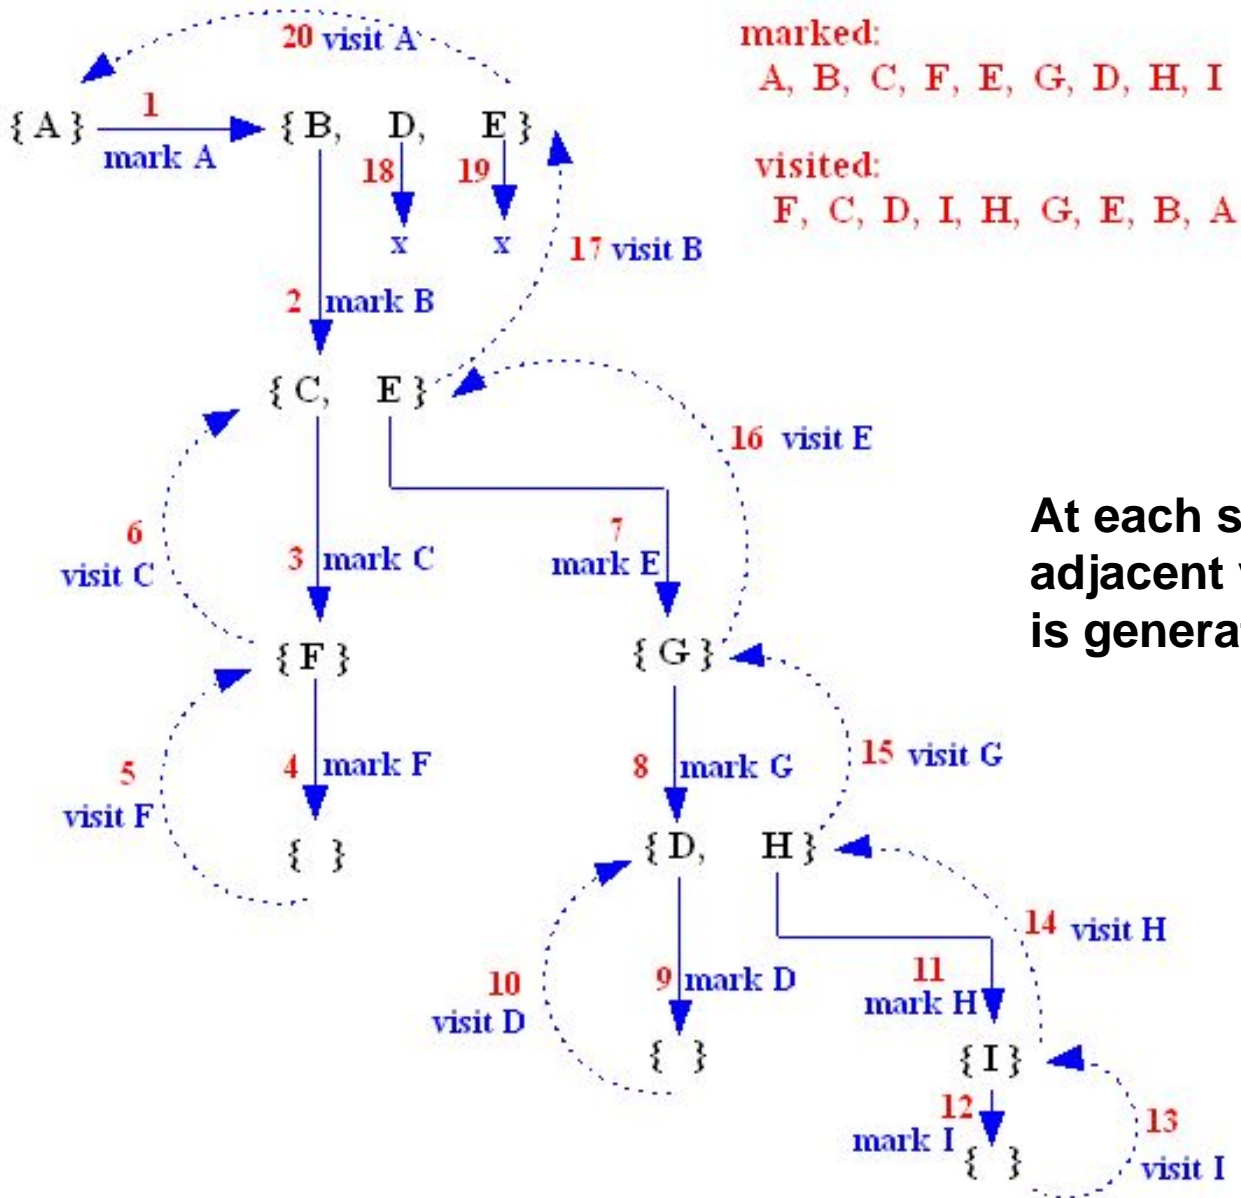 20 visit A
marked:
A, B, C, F, E, G, D, H, I
{ A }
1
mark A
{ B, D, E }
18
19
x
x
visited:
F, C, D, I, H, G, E, B, A
17 visit B
2 mark B
{ C, E }
16 visit E
6
visit C
3 mark C
7
mark E
At each s
adjacent
is genera
{ F }
{ G }
5
visit F
4 mark F
8 mark G
15 visit G
{ }
{ D, H }
14 visit H
10
visit D
9 mark D
11
mark H
{ }
{ I }
12
mark I
13
visit I
{ }